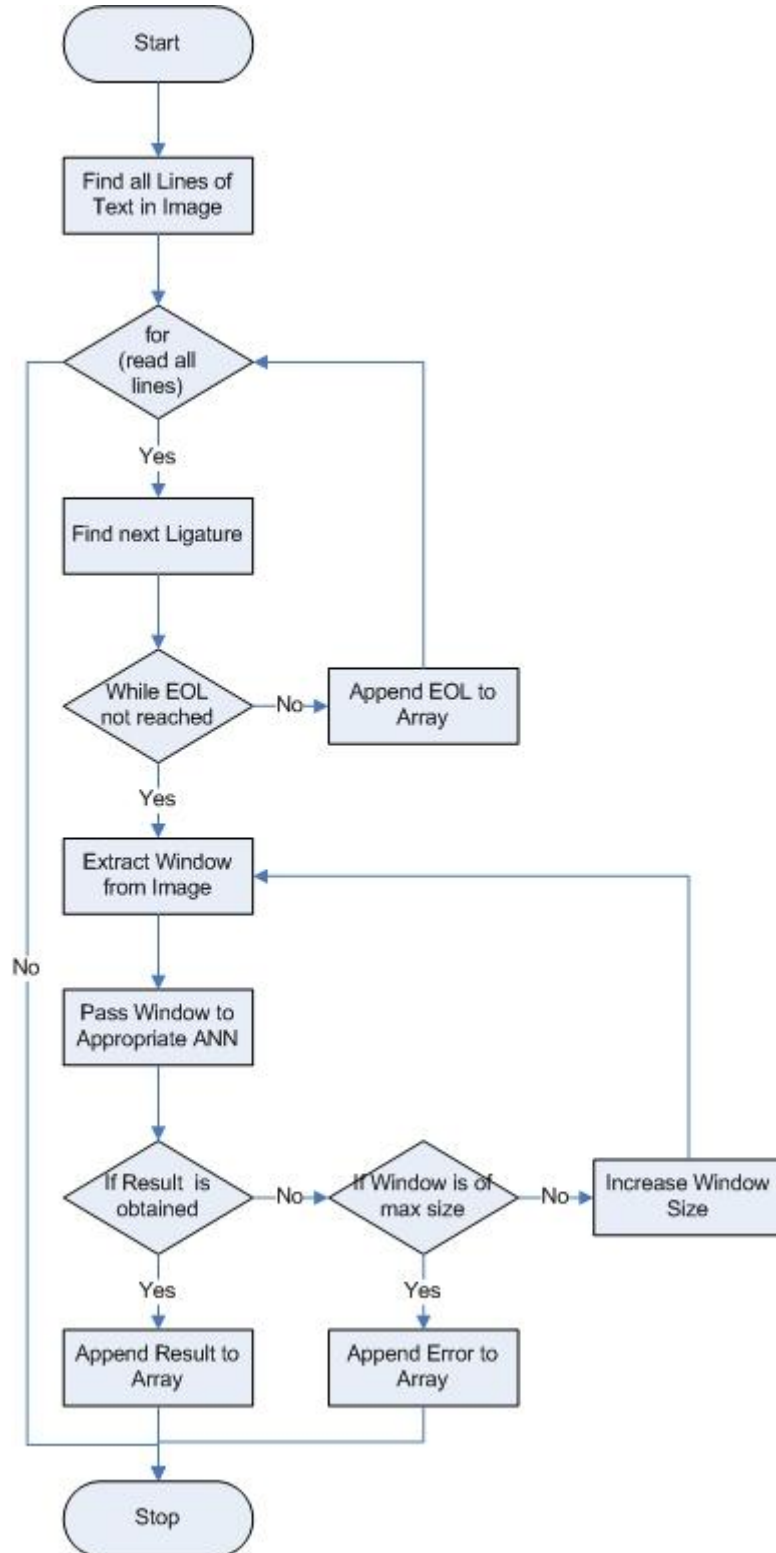 Start
Find all Lines of
Text in Image
for
(read all
lines)
Yes
Find next Ligature
While EOL
not reached
No
Append EOL to
Array
Yes
Extract Window
from Image
No
Pass Window to
Appropriate ANN
If Result is
obtained
No
If Window is of
max size
No
Increase Window
Size
Yes
Yes
Append Result to
Array
Append Error to
Array
Stop